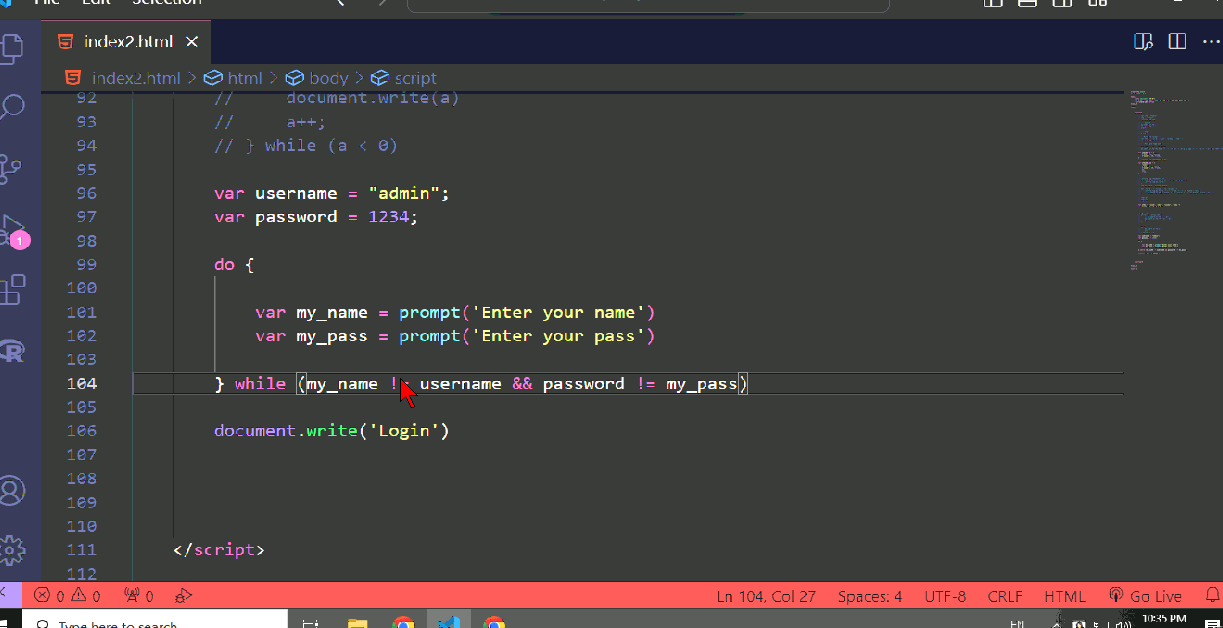 File Edit Selection
index2.html
index2.html > html > body > script
92 // document.write(a)
93 // a++;
94 // } while (a < 0)
95
96 var username = "admin";
97 var password = 1234;
98
99 do {
100
101 var my_name = prompt('Enter your name')
102 var my_pass = prompt('Enter your pass')
103
104 } while (my_name != username && password != my_pass)
105
106 document.write('Login')
107
108
109
110
111 </script>
112
1
0 0 0 Ln 104, Col 27 Spaces: 4 UTF-8 CRLF HTML Go Live
Type here to search EN 10:35 PM